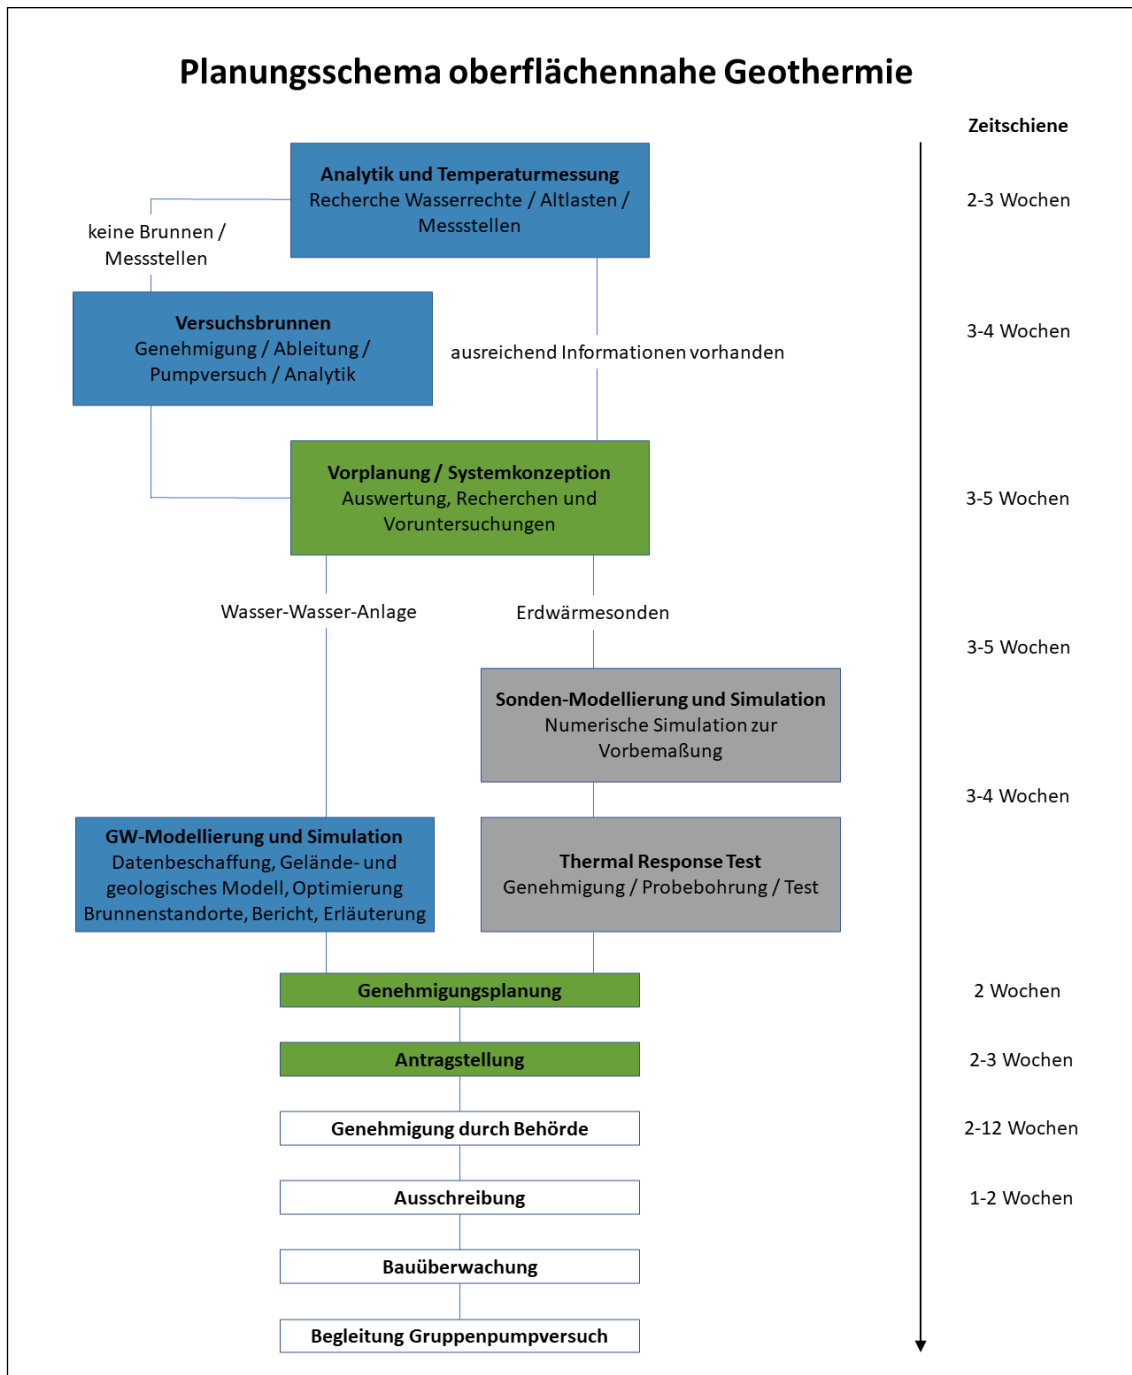 Planungsschema oberflächennahe Geothermie
Zeitschiene
Analytik und Temperaturmessung
Recherche Wasserrechte / Altlasten /
Messstellen
2-3 Wochen
keine Brunnen /
Messstellen
Versuchsbrunnen
Genehmigung / Ableitung /
Pumpversuch / Analytik
3-4 Wochen
ausreichend Informationen vorhanden
Vorplanung / Systemkonzeption
Auswertung, Recherchen und
Voruntersuchungen
3-5 Wochen
Wasser-Wasser-Anlage
Erdwärmesonden
3-5 Wochen
Sonden-Modellierung und Simulation
Numerische Simulation zur
Vorbemaßung
3-4 Wochen
GW-Modellierung und Simulation
Datenbeschaffung, Gelände- und
geologisches Modell, Optimierung
Brunnenstandorte, Bericht, Erläuterung
Thermal Response Test
Genehmigung / Probebohrung / Test
Genehmigungsplanung
2 Wochen
Antragstellung
2-3 Wochen
Genehmigung durch Behörde
2-12 Wochen
Ausschreibung
1-2 Wochen
Bauüberwachung
Begleitung Gruppenpumpversuch